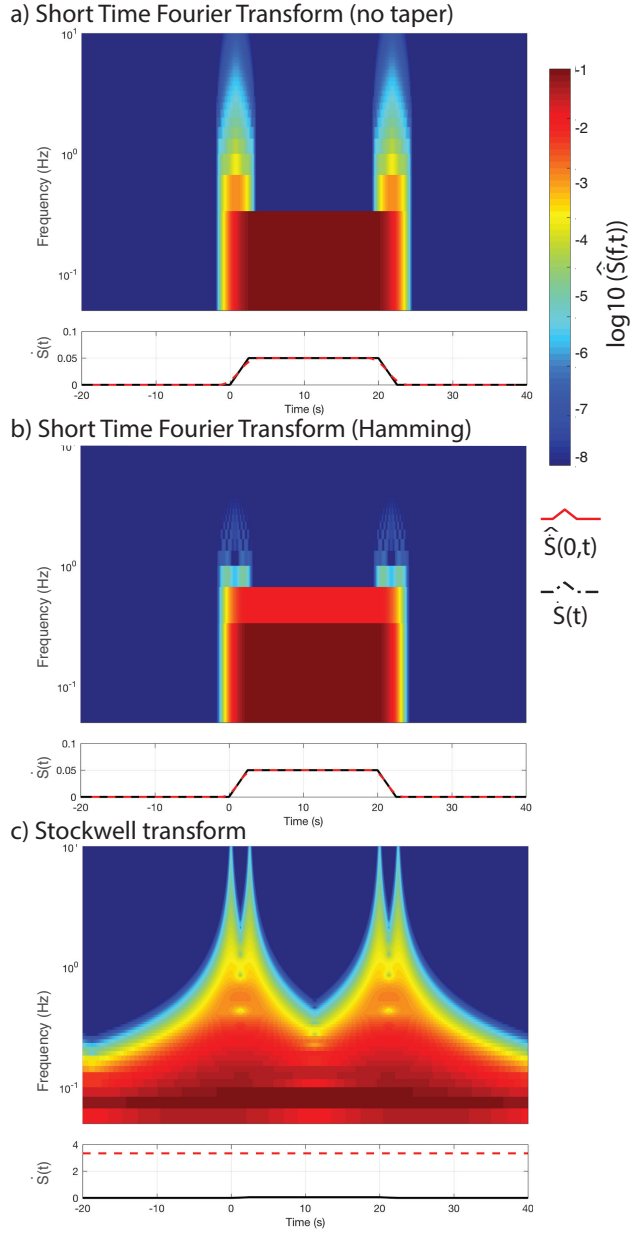 a) Short Time Fourier Transform (no taper)
10¹
10⁰
10⁻¹
Frequency (Hz)
0.1
0.05
0
Ṡ(t)
-20 -10 0 10 20 30 40
Time (s)
-1
-2
-3
-4
-5
-6
-7
-8
log10 (Ṡ̂(f,t))
b) Short Time Fourier Transform (Hamming)
10
10⁰
10⁻¹
Frequency (Hz)
Ṡ̂(0,t)
Ṡ(t)
0.1
0.05
0
Ṡ(t)
-20 -10 0 10 20 30 40
Time (s)
c) Stockwell transform
10¹
10⁰
10⁻¹
Frequency (Hz)
4
2
0
Ṡ(t)
-20 -10 0 10 20 30 40
Time (s)